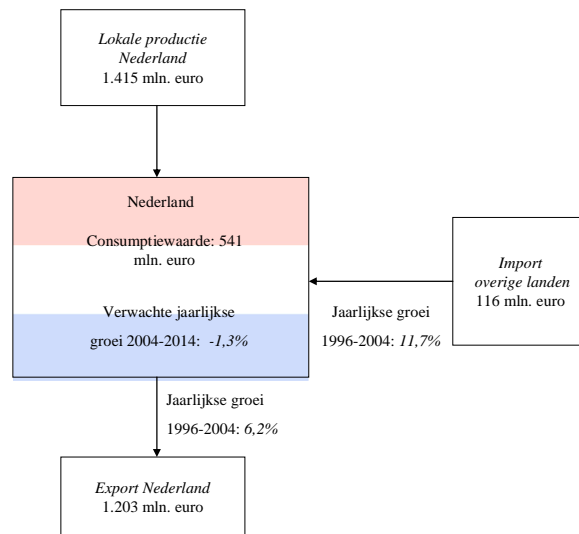 Lokale productie
Nederland
1.415 mln. euro
Nederland
Consumptiewaarde: 541
mln. euro
Verwachte jaarlijkse
groei 2004-2014: -1,3%
Import
overige landen
116 mln. euro
Jaarlijkse groei
1996-2004: 11,7%
Jaarlijkse groei
1996-2004: 6,2%
Export Nederland
1.203 mln. euro